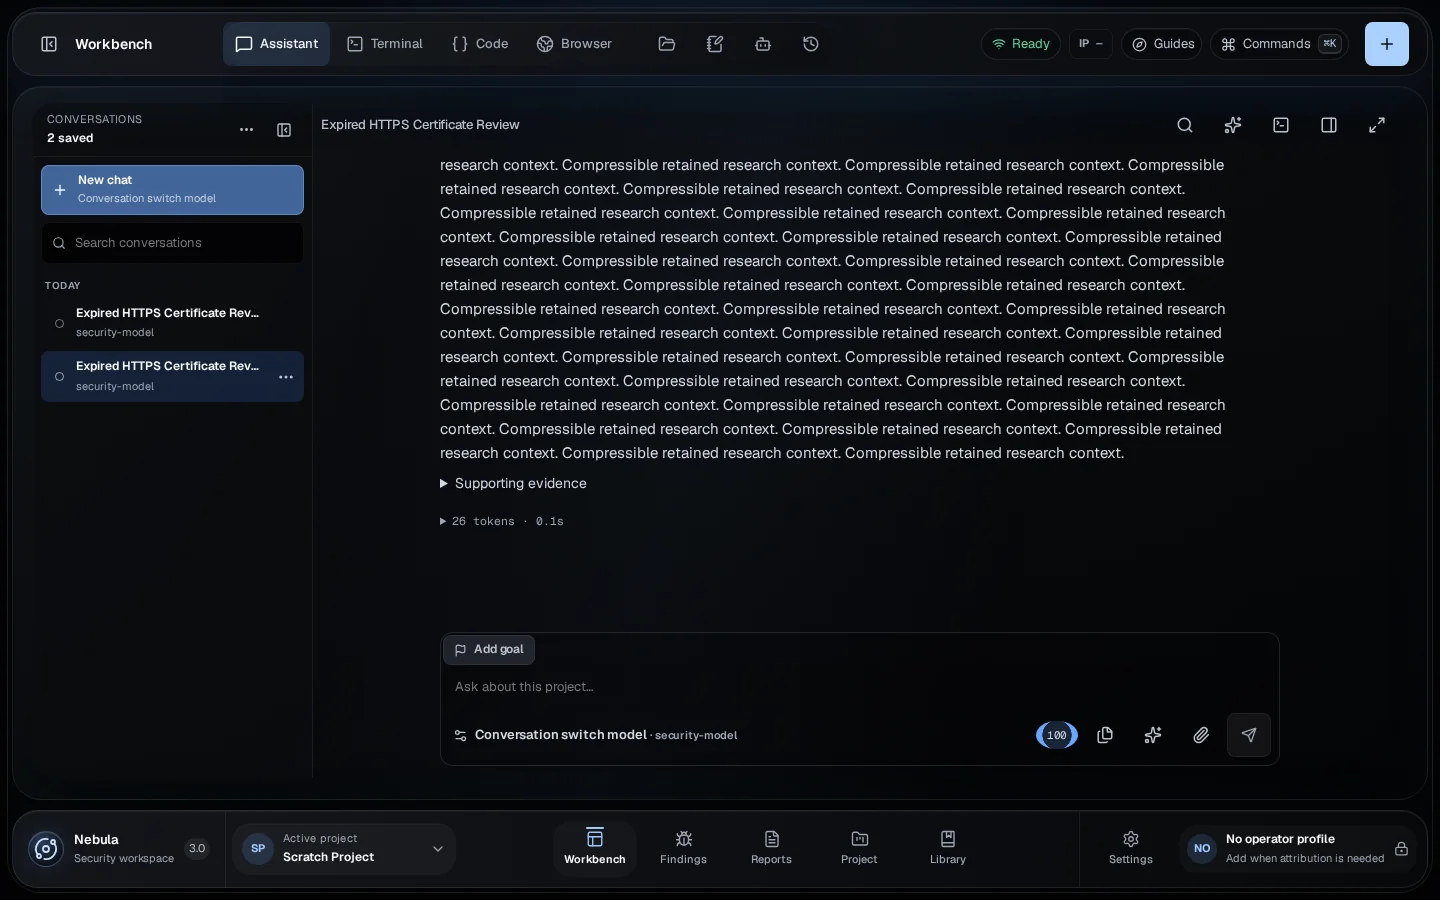 Workbench
Assistant
Terminal
Code
Browser
Ready
IP –
Guides
Commands ⌘K
CONVERSATIONS
2 saved
New chat
Conversation switch model
Search conversations
TODAY
Expired HTTPS Certificate Rev...
security-model
Expired HTTPS Certificate Rev...
security-model
Expired HTTPS Certificate Review
research context. Compressible retained research context. Compressible retained research context. Compressible
retained research context. Compressible retained research context. Compressible retained research context.
Compressible retained research context. Compressible retained research context. Compressible retained research
context. Compressible retained research context. Compressible retained research context. Compressible retained
research context. Compressible retained research context. Compressible retained research context. Compressible
retained research context. Compressible retained research context. Compressible retained research context.
Compressible retained research context. Compressible retained research context. Compressible retained research
context. Compressible retained research context. Compressible retained research context. Compressible retained
research context. Compressible retained research context. Compressible retained research context. Compressible
retained research context. Compressible retained research context. Compressible retained research context.
Compressible retained research context. Compressible retained research context. Compressible retained research
context. Compressible retained research context. Compressible retained research context. Compressible retained
research context. Compressible retained research context. Compressible retained research context.
Supporting evidence
26 tokens · 0.1s
Add goal
Ask about this project...
Conversation switch model · security-model
100
Nebula
Security workspace
3.0
SP
Active project
Scratch Project
Workbench
Findings
Reports
Project
Library
Settings
NO
No operator profile
Add when attribution is needed